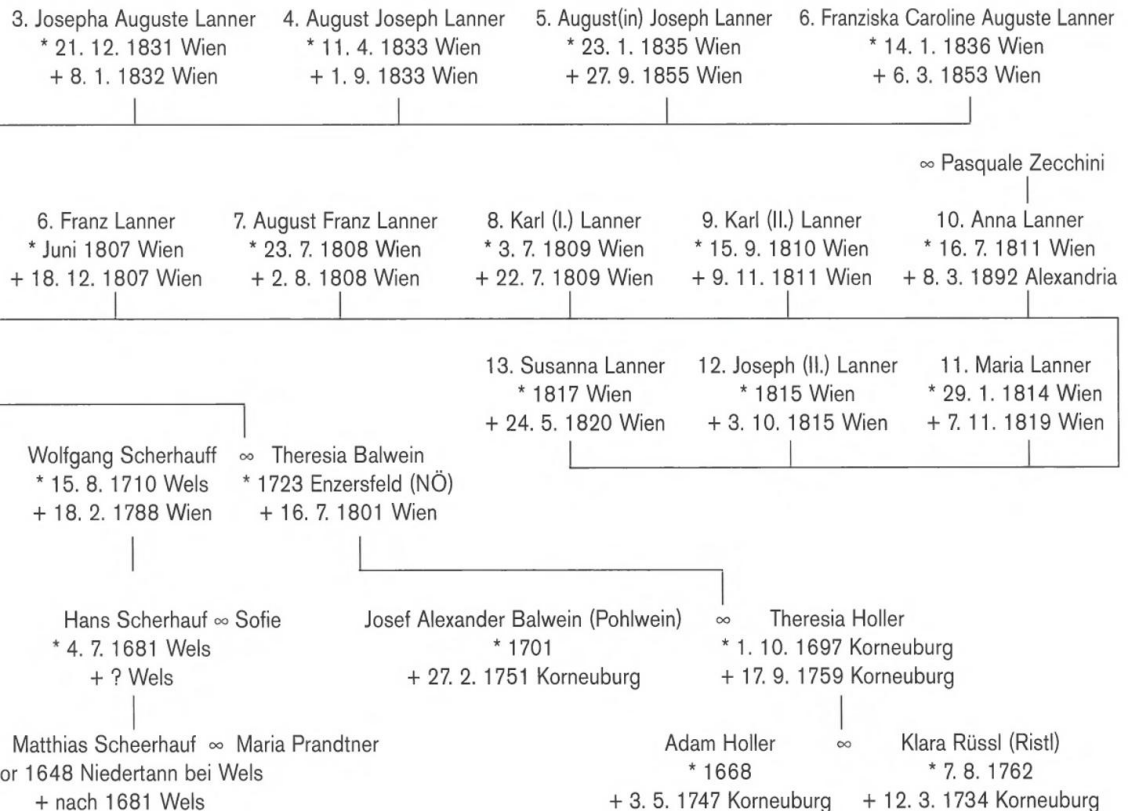 3. Josepha Auguste Lanner
* 21. 12. 1831 Wien
+ 8. 1. 1832 Wien
4. August Joseph Lanner
* 11. 4. 1833 Wien
+ 1. 9. 1833 Wien
5. August(in) Joseph Lanner
* 23. 1. 1835 Wien
+ 27. 9. 1855 Wien
6. Franziska Caroline Auguste Lanner
* 14. 1. 1836 Wien
+ 6. 3. 1853 Wien
∞ Pasquale Zecchini
6. Franz Lanner
* Juni 1807 Wien
+ 18. 12. 1807 Wien
7. August Franz Lanner
* 23. 7. 1808 Wien
+ 2. 8. 1808 Wien
8. Karl (I.) Lanner
* 3. 7. 1809 Wien
+ 22. 7. 1809 Wien
9. Karl (II.) Lanner
* 15. 9. 1810 Wien
+ 9. 11. 1811 Wien
10. Anna Lanner
* 16. 7. 1811 Wien
+ 8. 3. 1892 Alexandria
13. Susanna Lanner
* 1817 Wien
+ 24. 5. 1820 Wien
12. Joseph (II.) Lanner
* 1815 Wien
+ 3. 10. 1815 Wien
11. Maria Lanner
* 29. 1. 1814 Wien
+ 7. 11. 1819 Wien
Wolfgang Scherhauff ∞ Theresia Balwein
* 15. 8. 1710 Wels * 1723 Enzersfeld (NÖ)
+ 18. 2. 1788 Wien + 16. 7. 1801 Wien
Hans Scherhauf ∞ Sofie
* 4. 7. 1681 Wels
+ ? Wels
Josef Alexander Balwein (Pohlwein) ∞ Theresia Holler
* 1701 * 1. 10. 1697 Korneuburg
+ 27. 2. 1751 Korneuburg + 17. 9. 1759 Korneuburg
Matthias Scheerhauf ∞ Maria Prandtner
or 1648 Niedertann bei Wels
+ nach 1681 Wels
Adam Holler ∞ Klara Rüssl (Ristl)
* 1668 * 7. 8. 1762
+ 3. 5. 1747 Korneuburg + 12. 3. 1734 Korneuburg